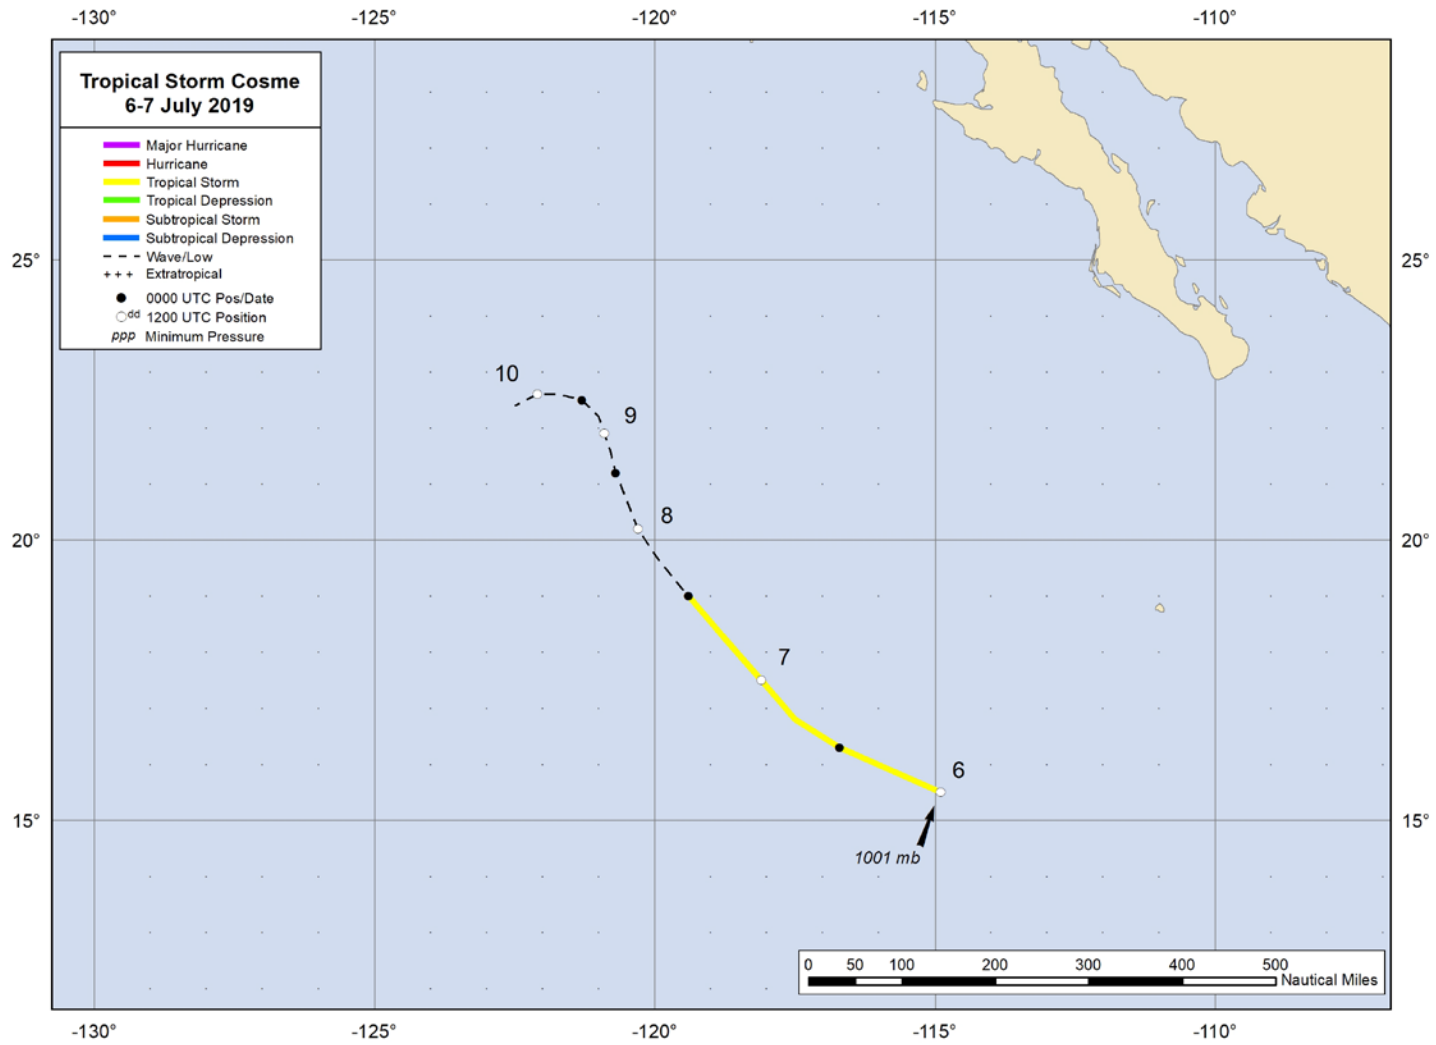 -130° -125° -120° -115° -110°
Tropical Storm Cosme
6-7 July 2019
Major Hurricane
Hurricane
Tropical Storm
Tropical Depression
Subtropical Storm
Subtropical Depression
Wave/Low
+++ Extratropical
0000 UTC Pos/Date
dd 1200 UTC Position
ppp Minimum Pressure
25° 25°
10
9
8
20° 20°
7
6
15° 15°
1001 mb
0 50 100 200 300 400 500
Nautical Miles
-130° -125° -120° -115° -110°